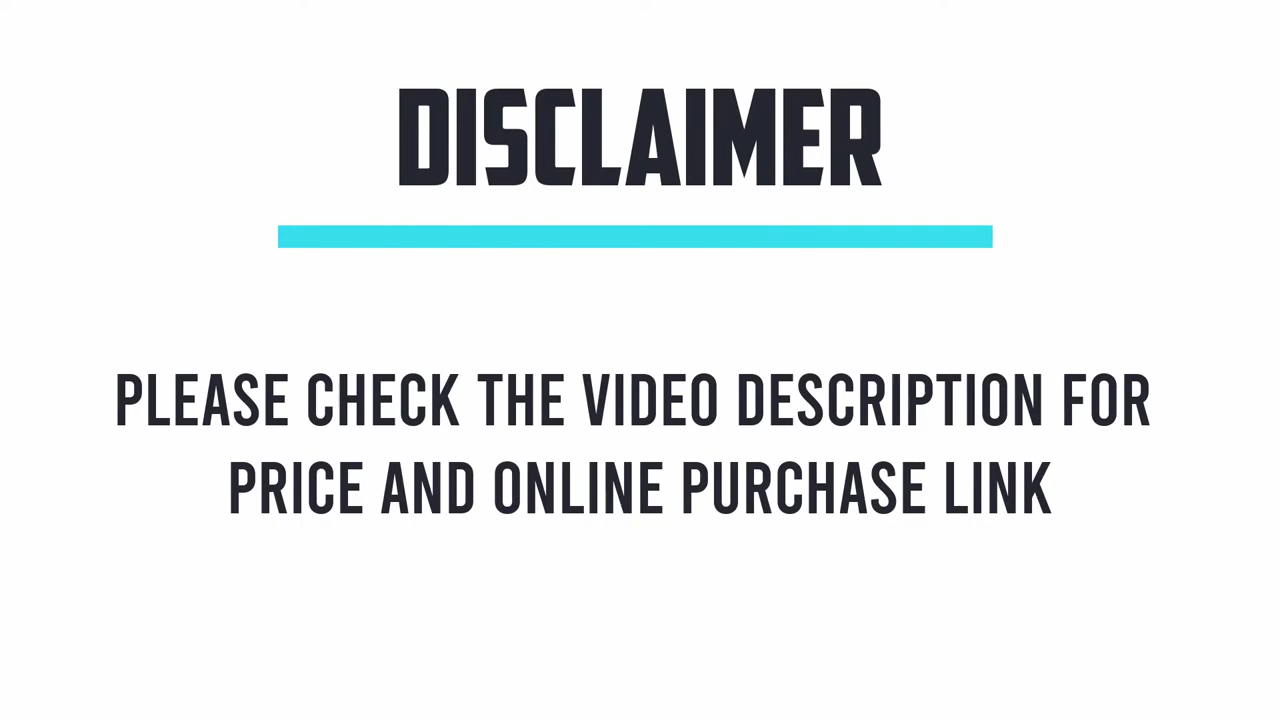 DISCLAIMER
PLEASE CHECK THE VIDEO DESCRIPTION FOR
PRICE AND ONLINE PURCHASE LINK